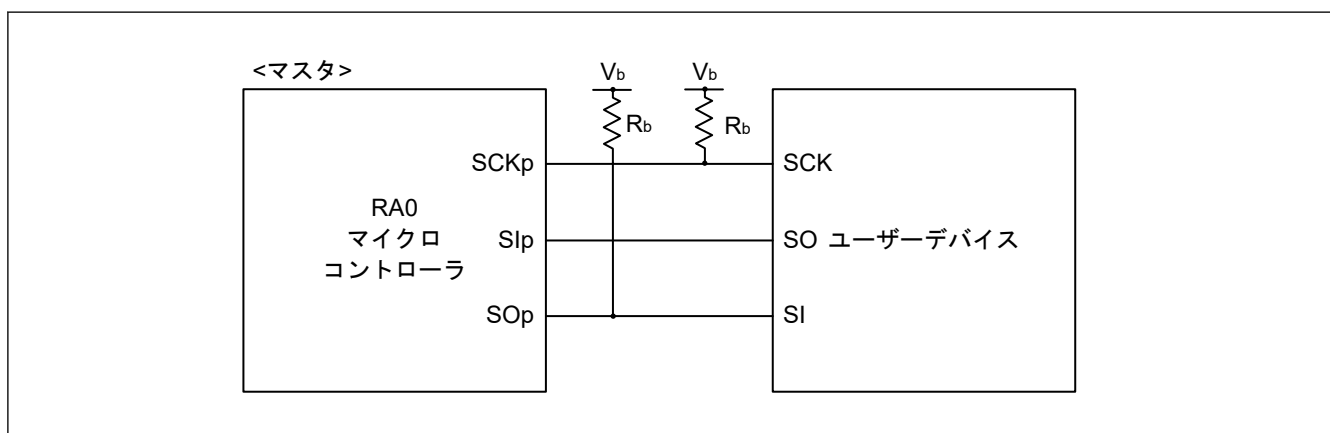 <マスタ>
Vb
Vb
Rb
Rb
SCKp
SCK
RA0
マイクロ
コントローラ
SIp
SO ユーザーデバイス
SOp
SI